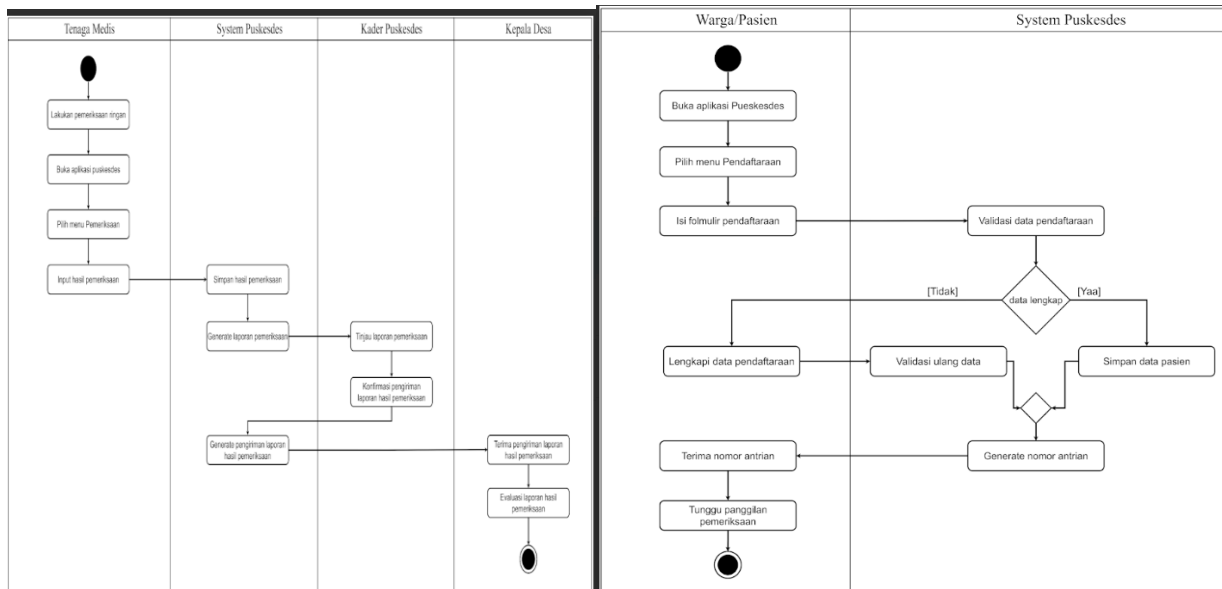 Tenaga Medis
System Puskesdes
Kader Puskesdes
Kepala Desa
Lakukan pemeriksaan ringan
Buka aplikasi puskesdes
Pilih menu Pemeriksaan
Input hasil pemeriksaan
Simpan hasil pemeriksaan
Generate laporan pemeriksaan
Tinjau laporan pemeriksaan
Konfirmasi pengiriman
laporan hasil pemeriksaan
Generate pengiriman laporan
hasil pemeriksaan
Terima pengiriman laporan
hasil pemeriksaan
Evaluasi laporan hasil
pemeriksaan
Warga/Pasien
System Puskesdes
Buka aplikasi Pueskesdes
Pilih menu Pendaftaraan
Isi folmulir pendaftaraan
Validasi data pendaftaraan
data lengkap
[Tidak]
[Yaa]
Lengkapi data pendaftaraan
Validasi ulang data
Simpan data pasien
Generate nomor antrian
Terima nomor antrian
Tunggu panggilan
pemeriksaan